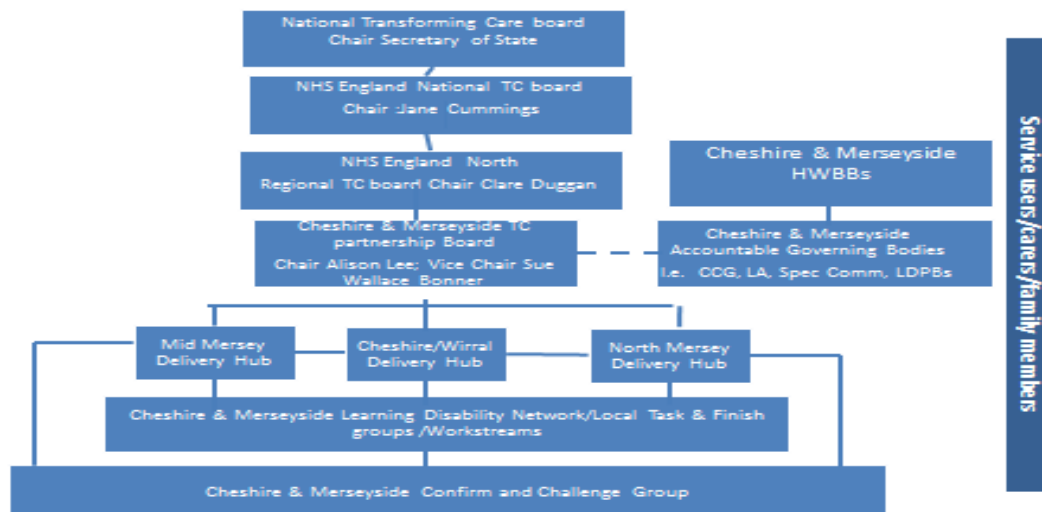 National Transforming Care board
Chair Secretary of State
NHS England National TC board
Chair :Jane Cummings
NHS England North
Regional TC board Chair Clare Duggan
Cheshire & Merseyside
HWBBs
Cheshire & Merseyside TC
partnership Board
Chair Alison Lee; Vice Chair Sue
Wallace Bonner
Cheshire & Merseyside
Accountable Governing Bodies
I.e. CCG, LA, Spec Comm, LDPBs
Mid Mersey
Delivery Hub
Cheshire/Wirral
Delivery Hub
North Mersey
Delivery Hub
Cheshire & Merseyside Learning Disability Network/Local Task & Finish
groups /Workstreams
Cheshire & Merseyside Confirm and Challenge Group
Service users/carers/family members